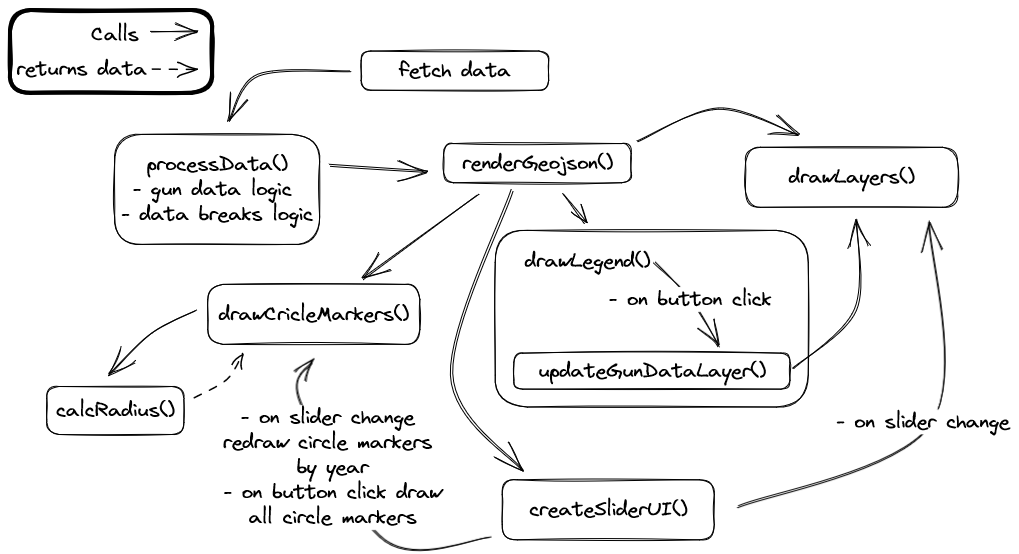 Calls
returns data
fetch data
processData()
- gun data logic
- data breaks logic
renderGeojson()
drawLayers()
drawLegend()
- on button click
updateGunDataLayer()
drawCricleMarkers()
calcRadius()
- on slider change
redraw circle markers
by year
- on button click draw
all circle markers
- on slider change
createSliderUI()